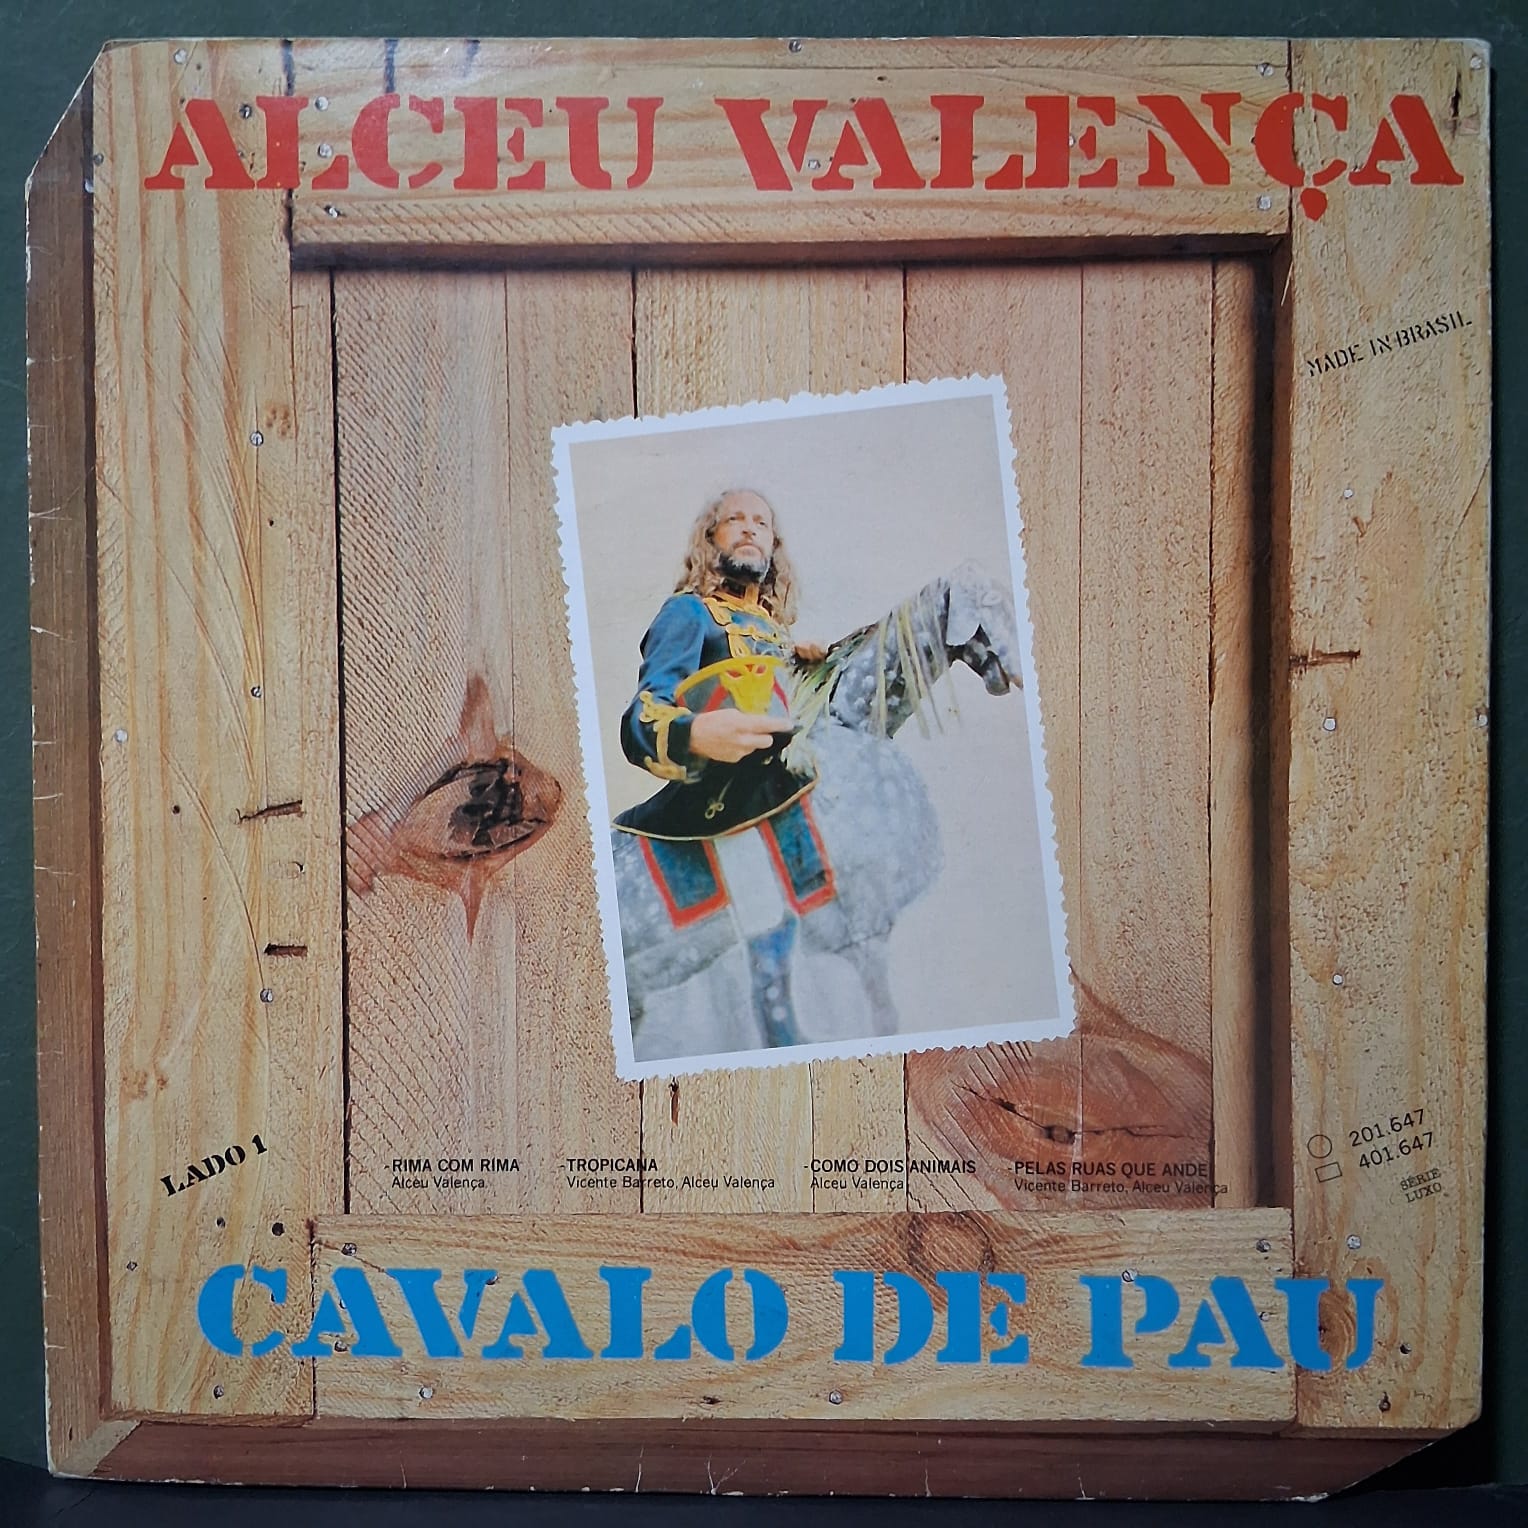 ALCEU VALENÇA
MADE IN BRASIL
LADO 1
-RIMA COM RIMA
Alceu Valença
-TROPICANA
Vicente Barreto, Alceu Valença
-COMO DOIS ANIMAIS
Alceu Valença
-PELAS RUAS QUE ANDEI
Vicente Barreto, Alceu Valença
201.647
401.647
SÉRIE
LUXO
CAVALO DE PAU